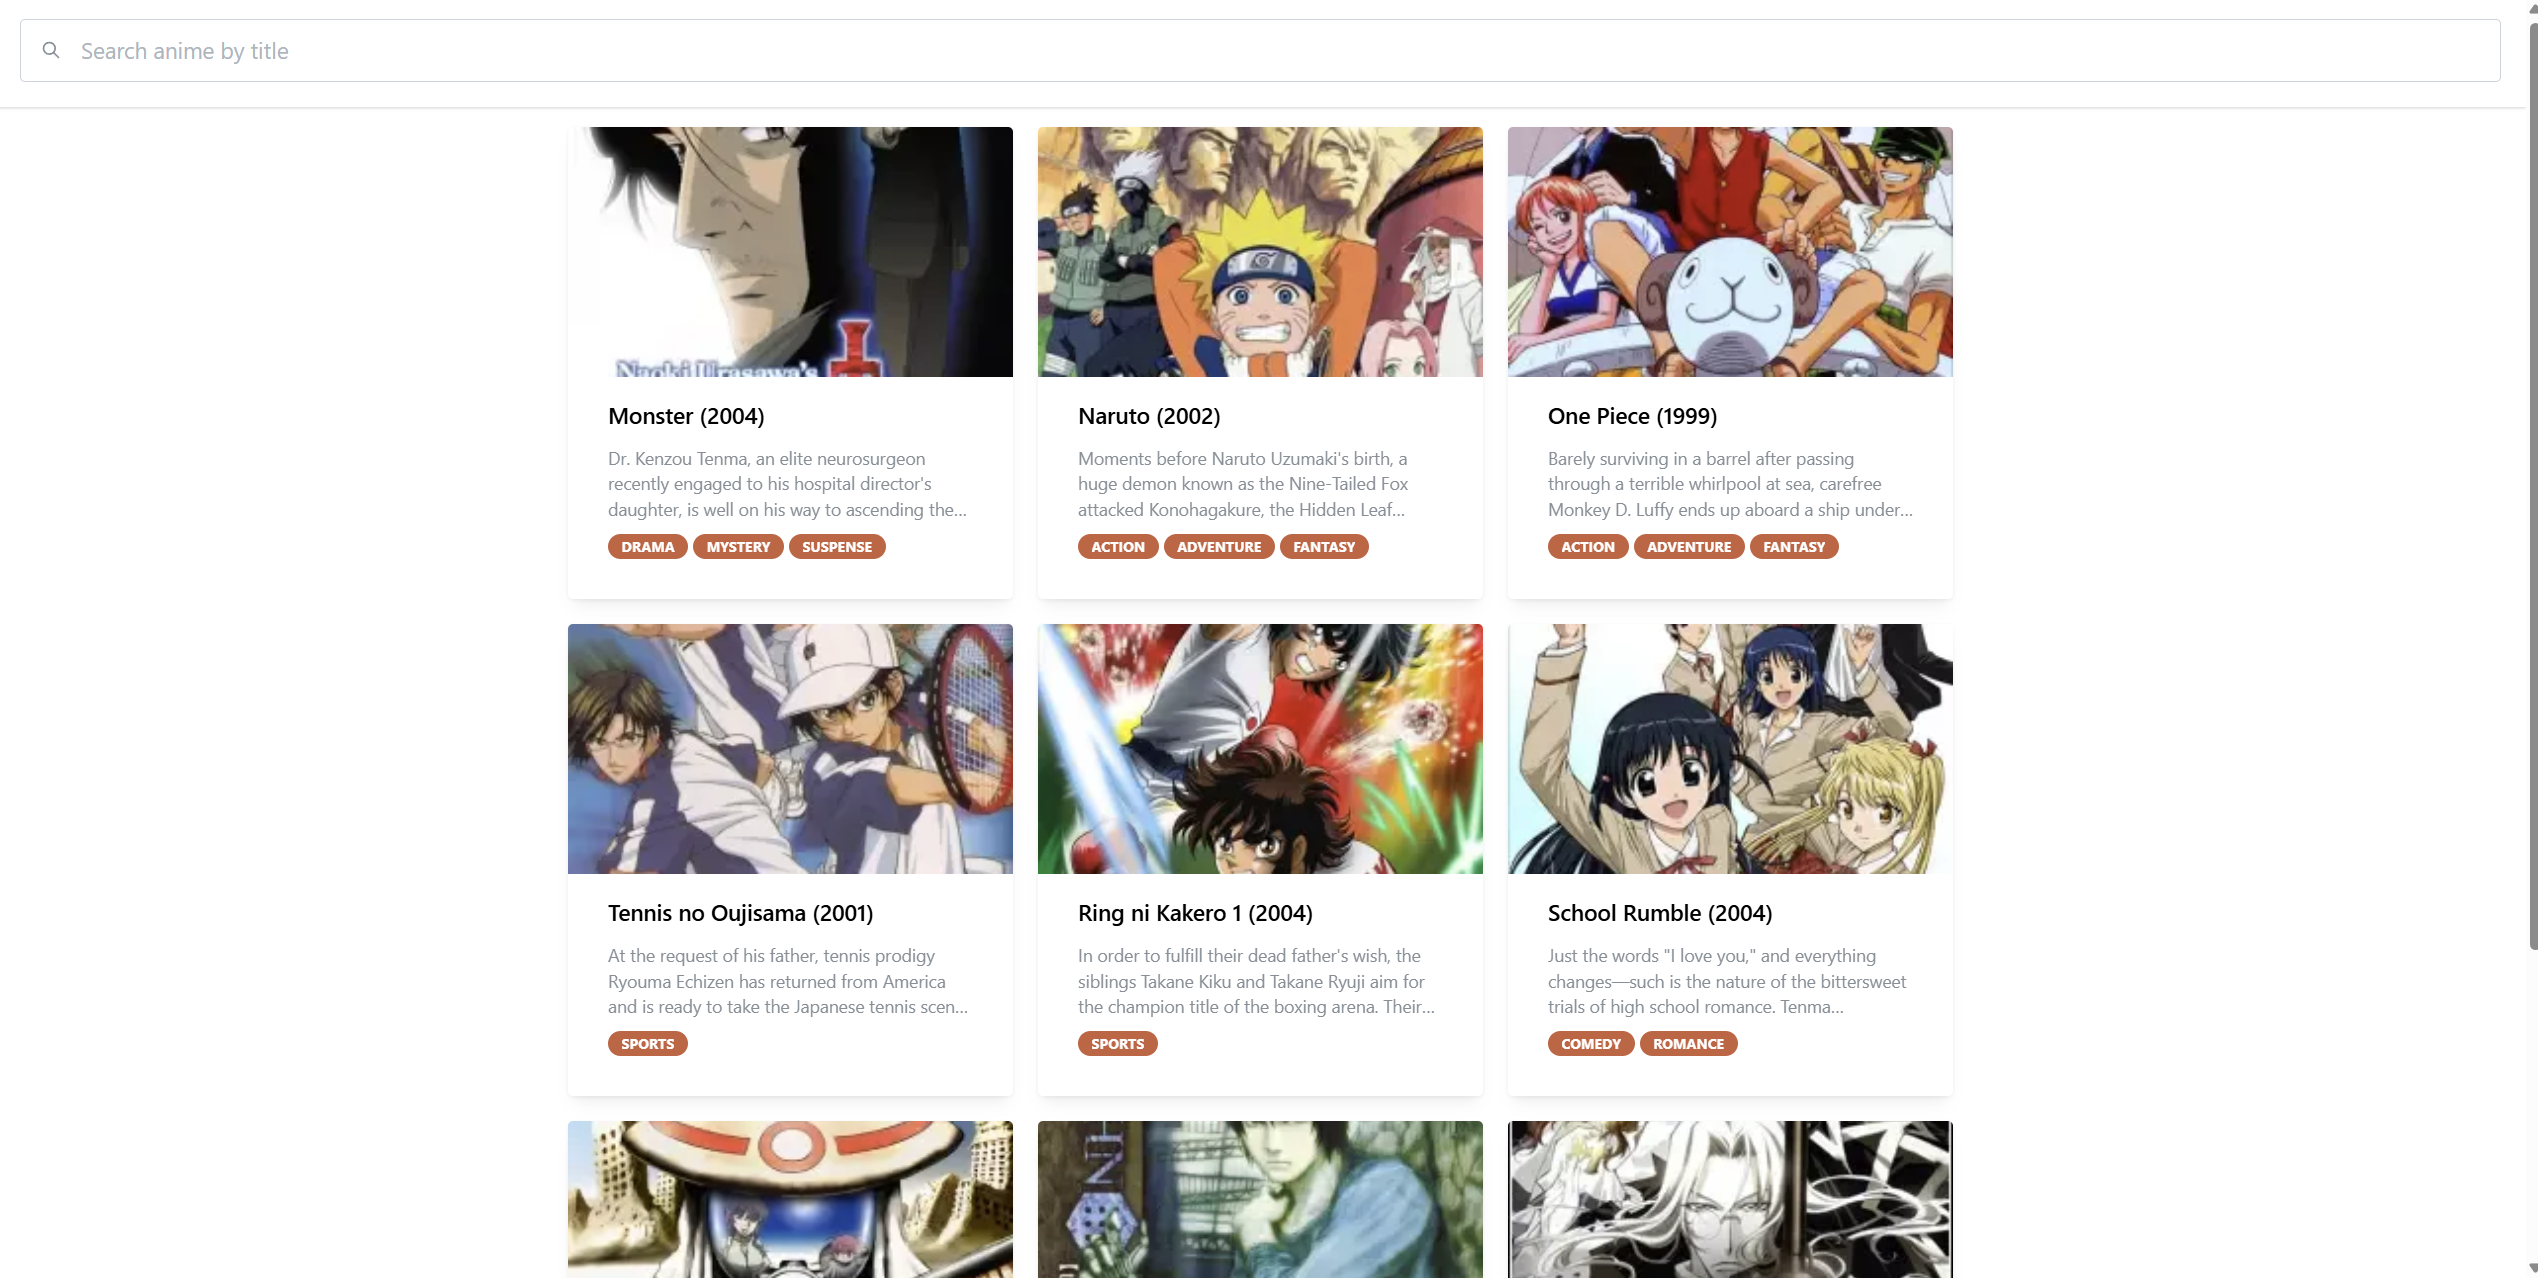 Search anime by title
Naoki Urasawa's
Monster (2004)
Dr. Kenzou Tenma, an elite neurosurgeon
recently engaged to his hospital director's
daughter, is well on his way to ascending the...
DRAMA MYSTERY SUSPENSE
Naruto (2002)
Moments before Naruto Uzumaki's birth, a
huge demon known as the Nine-Tailed Fox
attacked Konohagakure, the Hidden Leaf...
ACTION ADVENTURE FANTASY
One Piece (1999)
Barely surviving in a barrel after passing
through a terrible whirlpool at sea, carefree
Monkey D. Luffy ends up aboard a ship under...
ACTION ADVENTURE FANTASY
Tennis no Oujisama (2001)
At the request of his father, tennis prodigy
Ryouma Echizen has returned from America
and is ready to take the Japanese tennis scen...
SPORTS
Ring ni Kakero 1 (2004)
In order to fulfill their dead father's wish, the
siblings Takane Kiku and Takane Ryuji aim for
the champion title of the boxing arena. Their...
SPORTS
School Rumble (2004)
Just the words "I love you," and everything
changes—such is the nature of the bittersweet
trials of high school romance. Tenma...
COMEDY ROMANCE